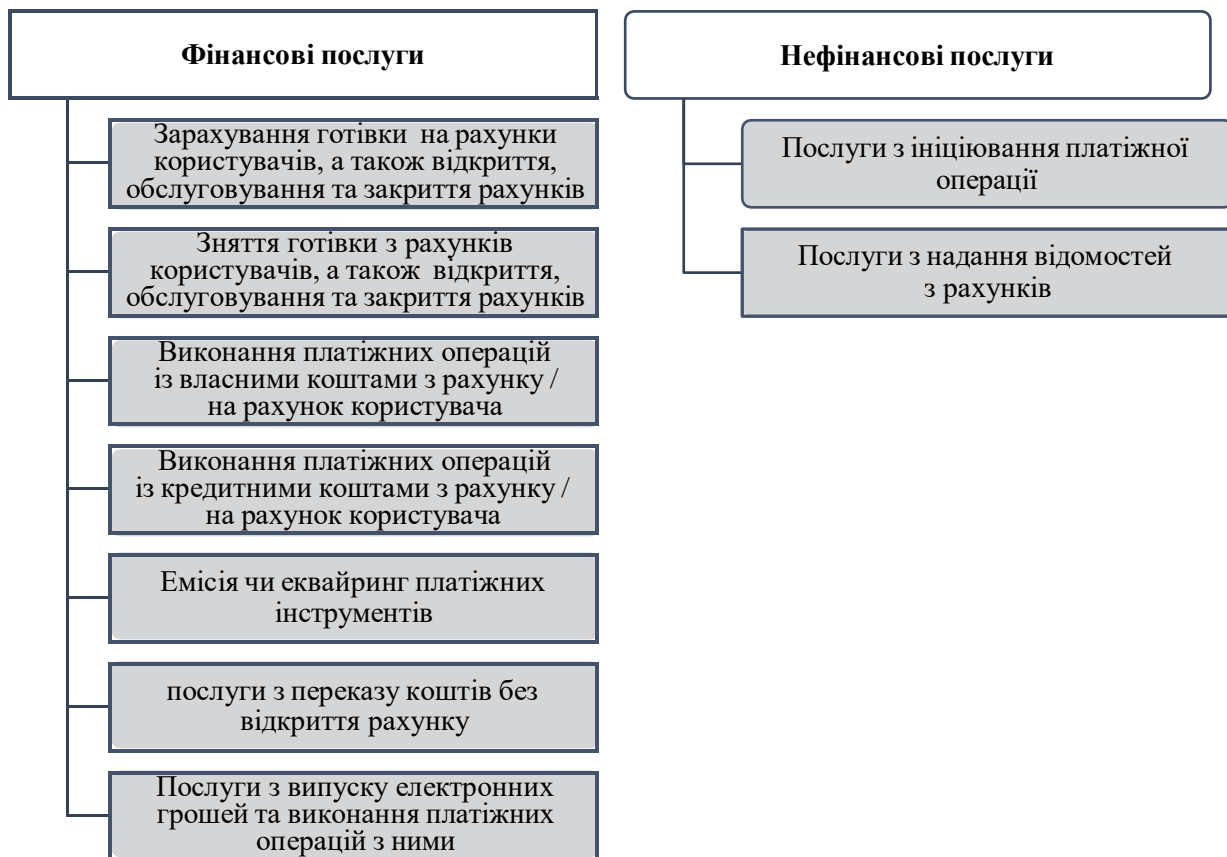 Фінансові послуги
Зарахування готівки на рахунки
користувачів, а також відкриття,
обслуговування та закриття рахунків
Зняття готівки з рахунків
користувачів, а також відкриття,
обслуговування та закриття рахунків
Виконання платіжних операцій
із власними коштами з рахунку /
на рахунок користувача
Виконання платіжних операцій
із кредитними коштами з рахунку /
на рахунок користувача
Емісія чи еквайринг платіжних
інструментів
послуги з переказу коштів без
відкриття рахунку
Послуги з випуску електронних
грошей та виконання платіжних
операцій з ними
Нефінансові послуги
Послуги з ініціювання платіжної
операції
Послуги з надання відомостей
з рахунків